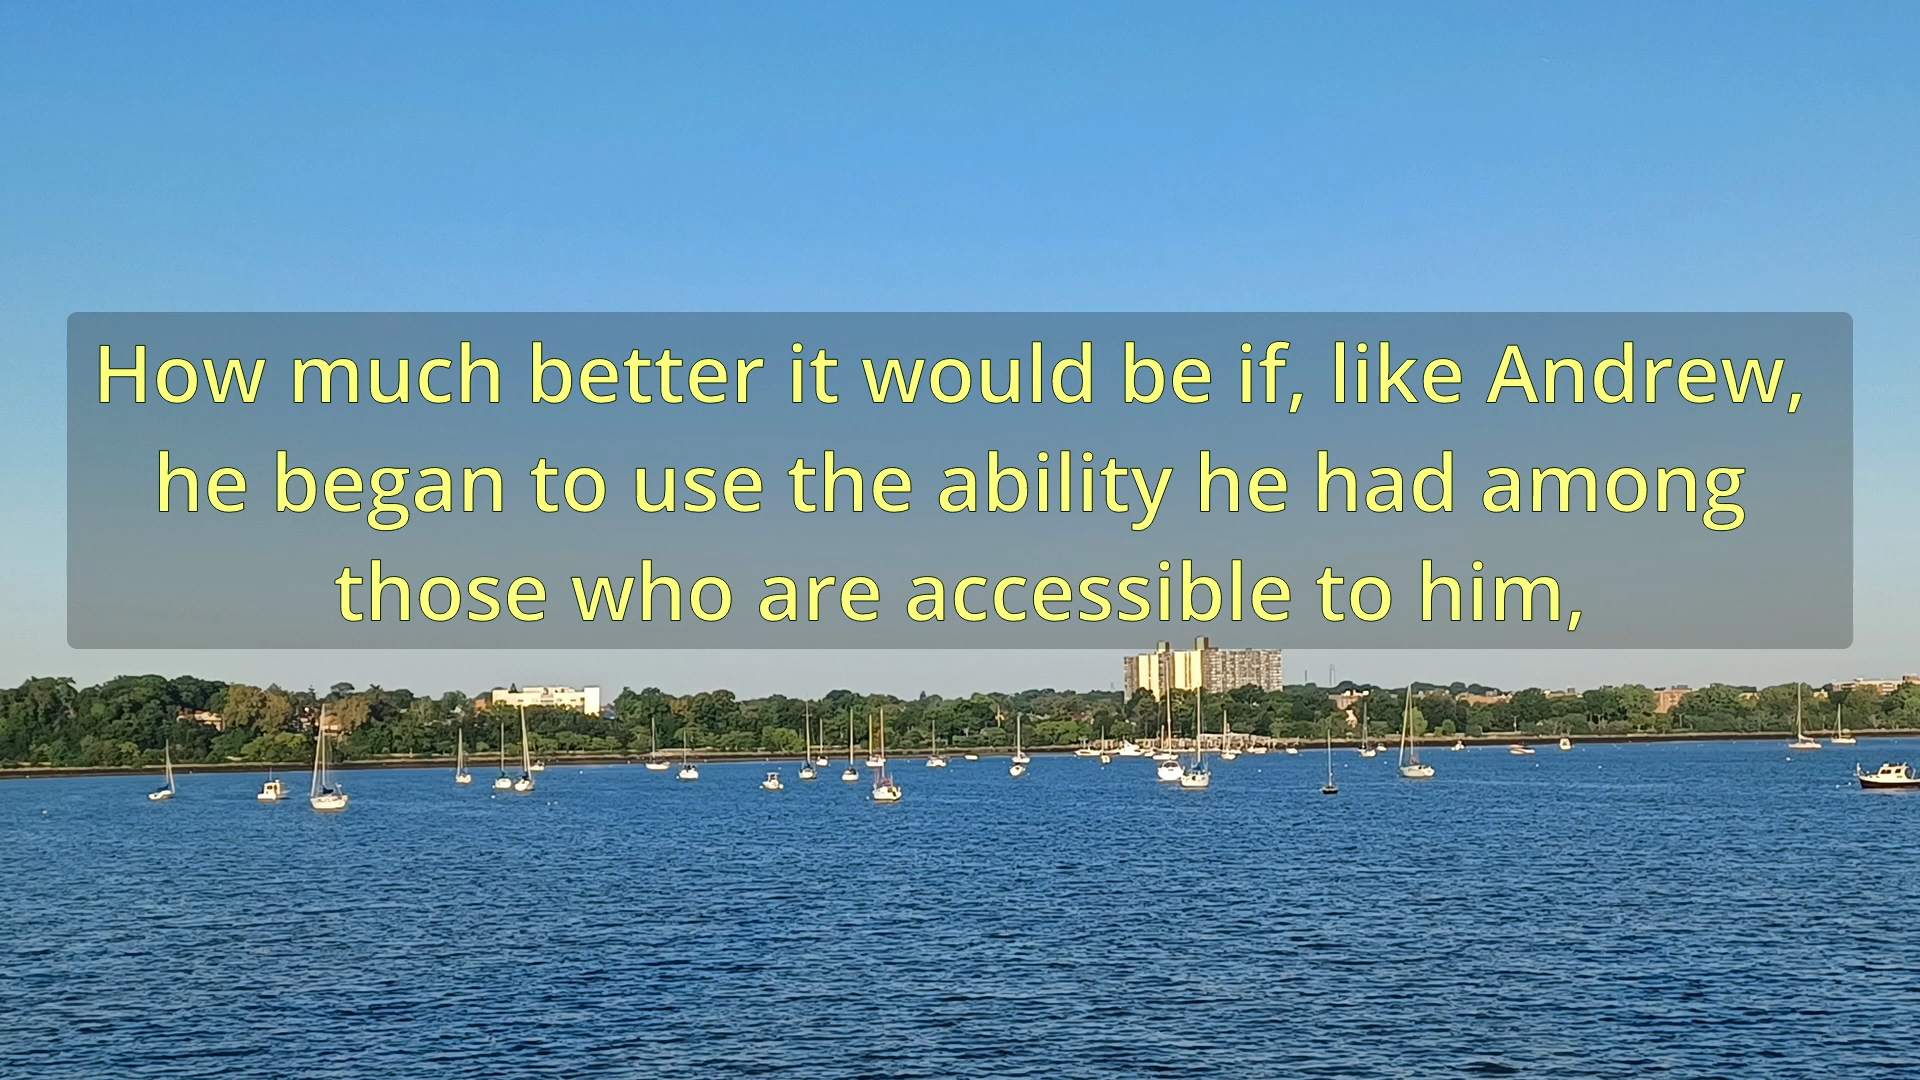 How much better it would be if, like Andrew,
he began to use the ability he had among
those who are accessible to him,